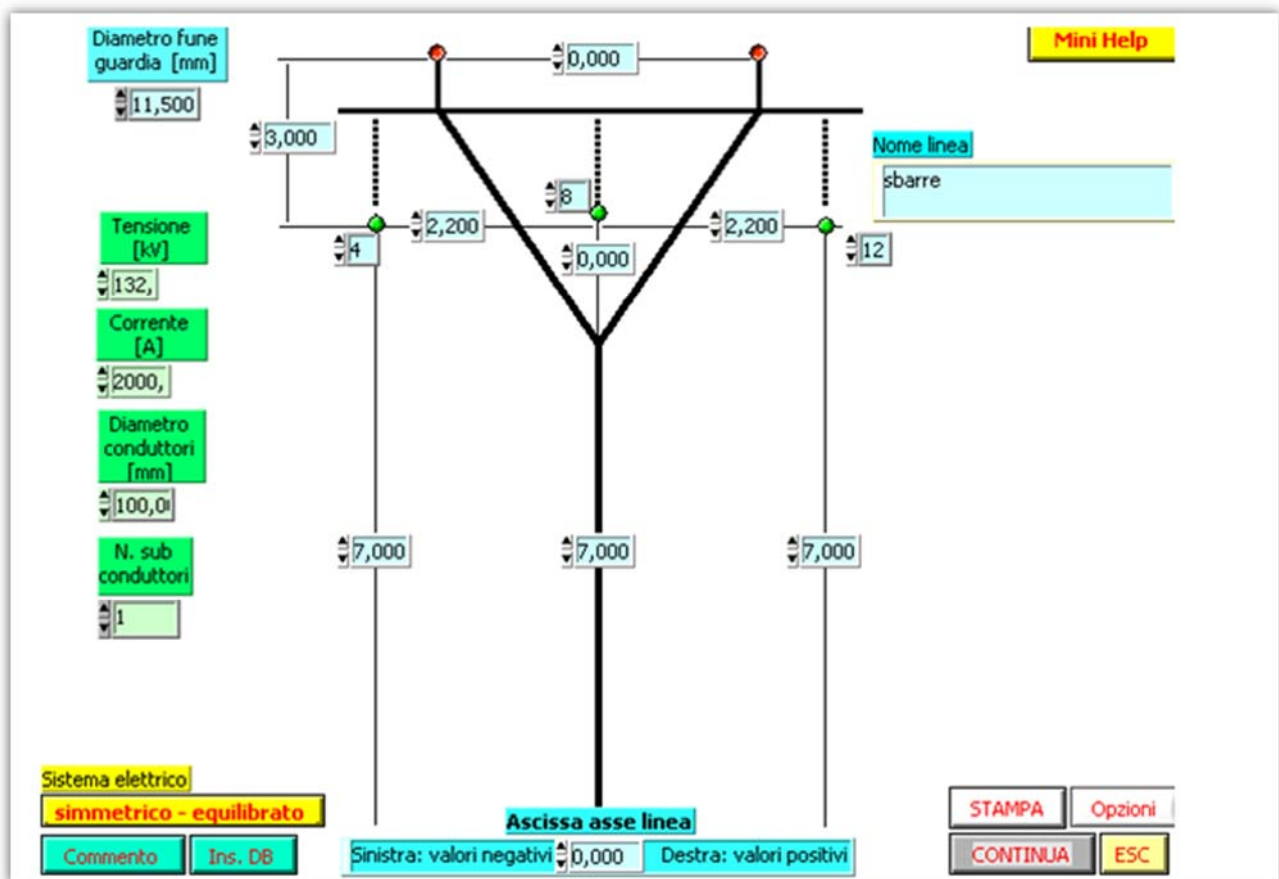 Diametro fune
guardia [mm]
11,500
0,000
Mini Help
3,000
Nome linea
sbarre
8
2,200
2,200
4
0,000
12
Tensione
[kV]
132,
Corrente
[A]
2000,
Diametro
conduttori
[mm]
100,0
N. sub
conduttori
1
7,000
7,000
7,000
Sistema elettrico
simmetrico - equilibrato
Commento
Ins. DB
Ascissa asse linea
Sinistra: valori negativi
0,000
Destra: valori positivi
STAMPA
Opzioni
CONTINUA
ESC